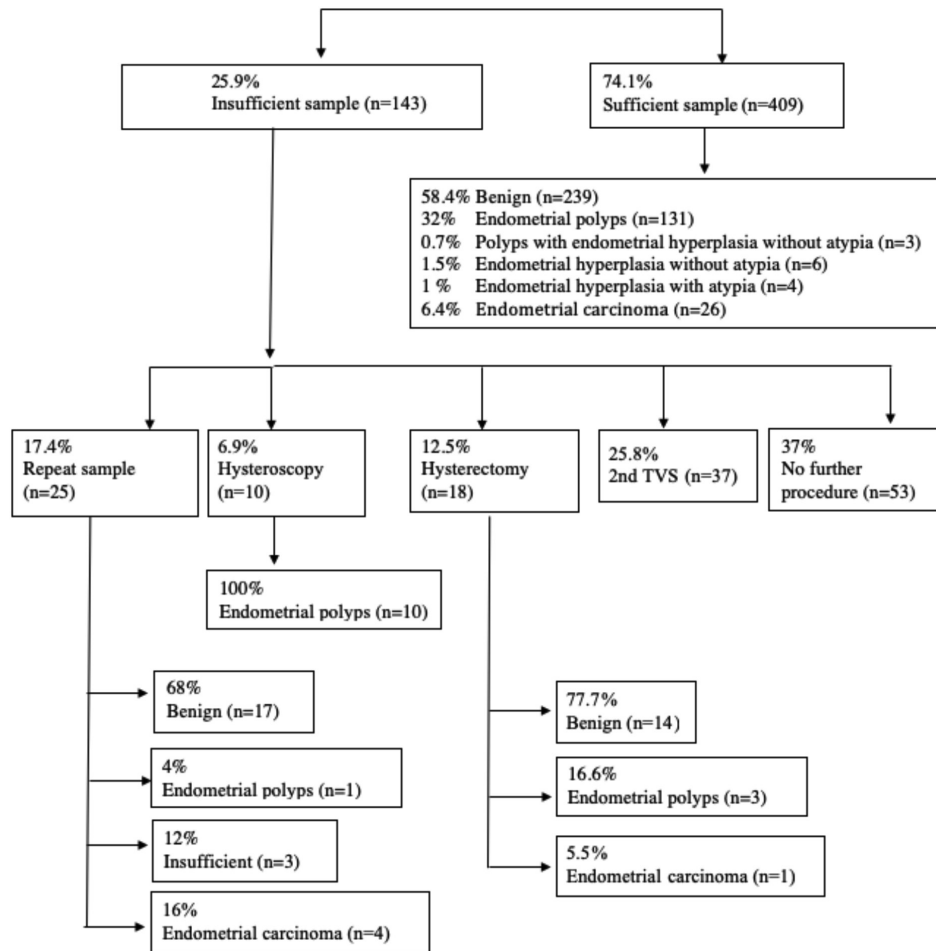 25.9%
Insufficient sample (n=143)
74.1%
Sufficient sample (n=409)
58.4% Benign (n=239)
32% Endometrial polyps (n=131)
0.7% Polyps with endometrial hyperplasia without atypia (n=3)
1.5% Endometrial hyperplasia without atypia (n=6)
1 % Endometrial hyperplasia with atypia (n=4)
6.4% Endometrial carcinoma (n=26)
17.4%
Repeat sample
(n=25)
6.9%
Hysteroscopy
(n=10)
12.5%
Hysterectomy
(n=18)
25.8%
2nd TVS (n=37)
37%
No further
procedure (n=53)
100%
Endometrial polyps (n=10)
68%
Benign (n=17)
4%
Endometrial polyps (n=1)
12%
Insufficient (n=3)
16%
Endometrial carcinoma (n=4)
77.7%
Benign (n=14)
16.6%
Endometrial polyps (n=3)
5.5%
Endometrial carcinoma (n=1)